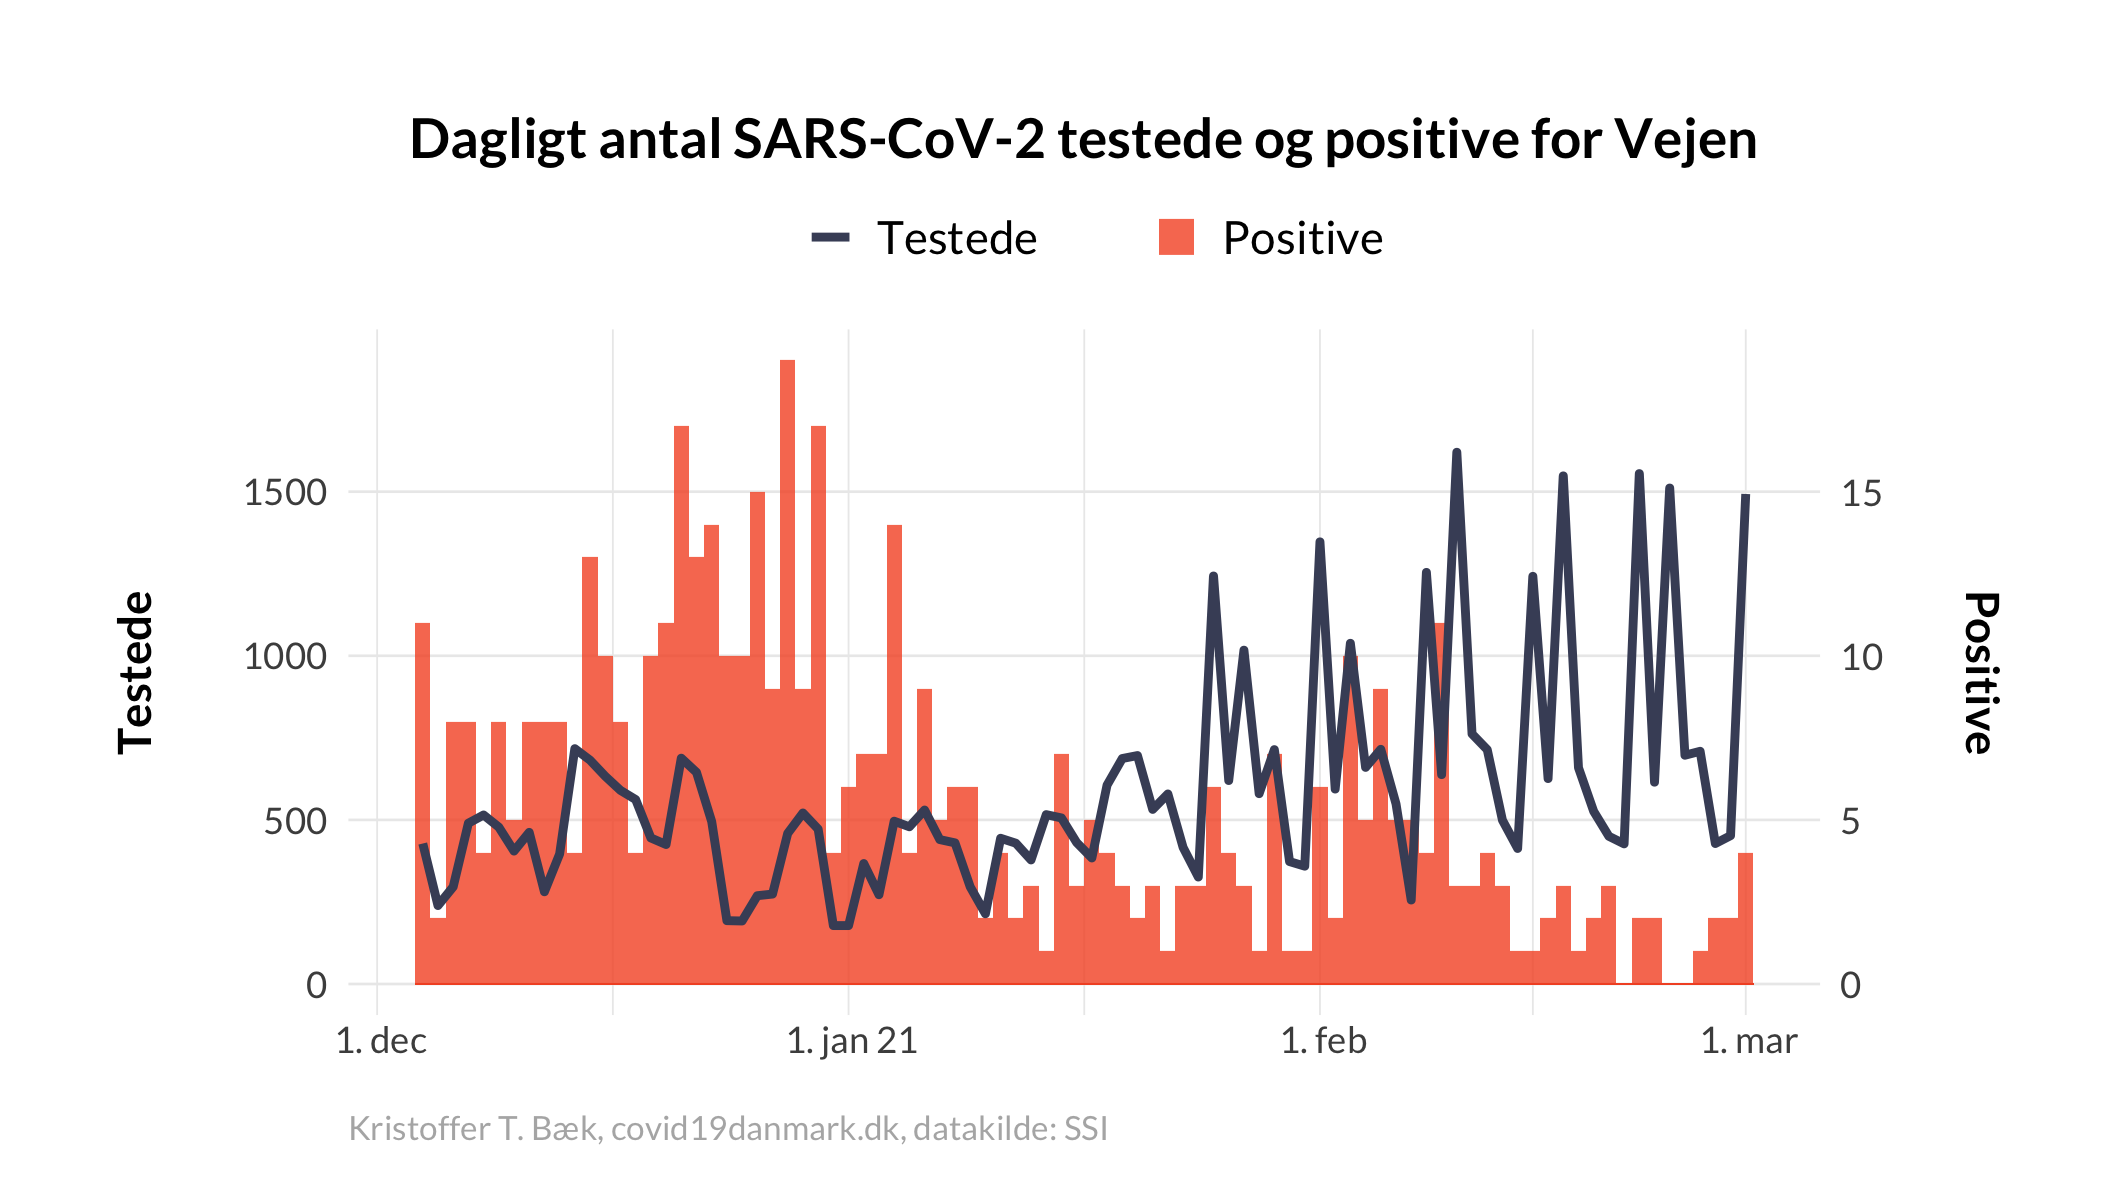 Dagligt antal SARS-CoV-2 testede og positive for Vejen
Testede
Positive
Testede
1500
1000
500
0
15
10
5
0
Positive
1. dec
1. jan 21
1. feb
1. mar
Kristoffer T. Bæk, covid19danmark.dk, datakilde: SSI